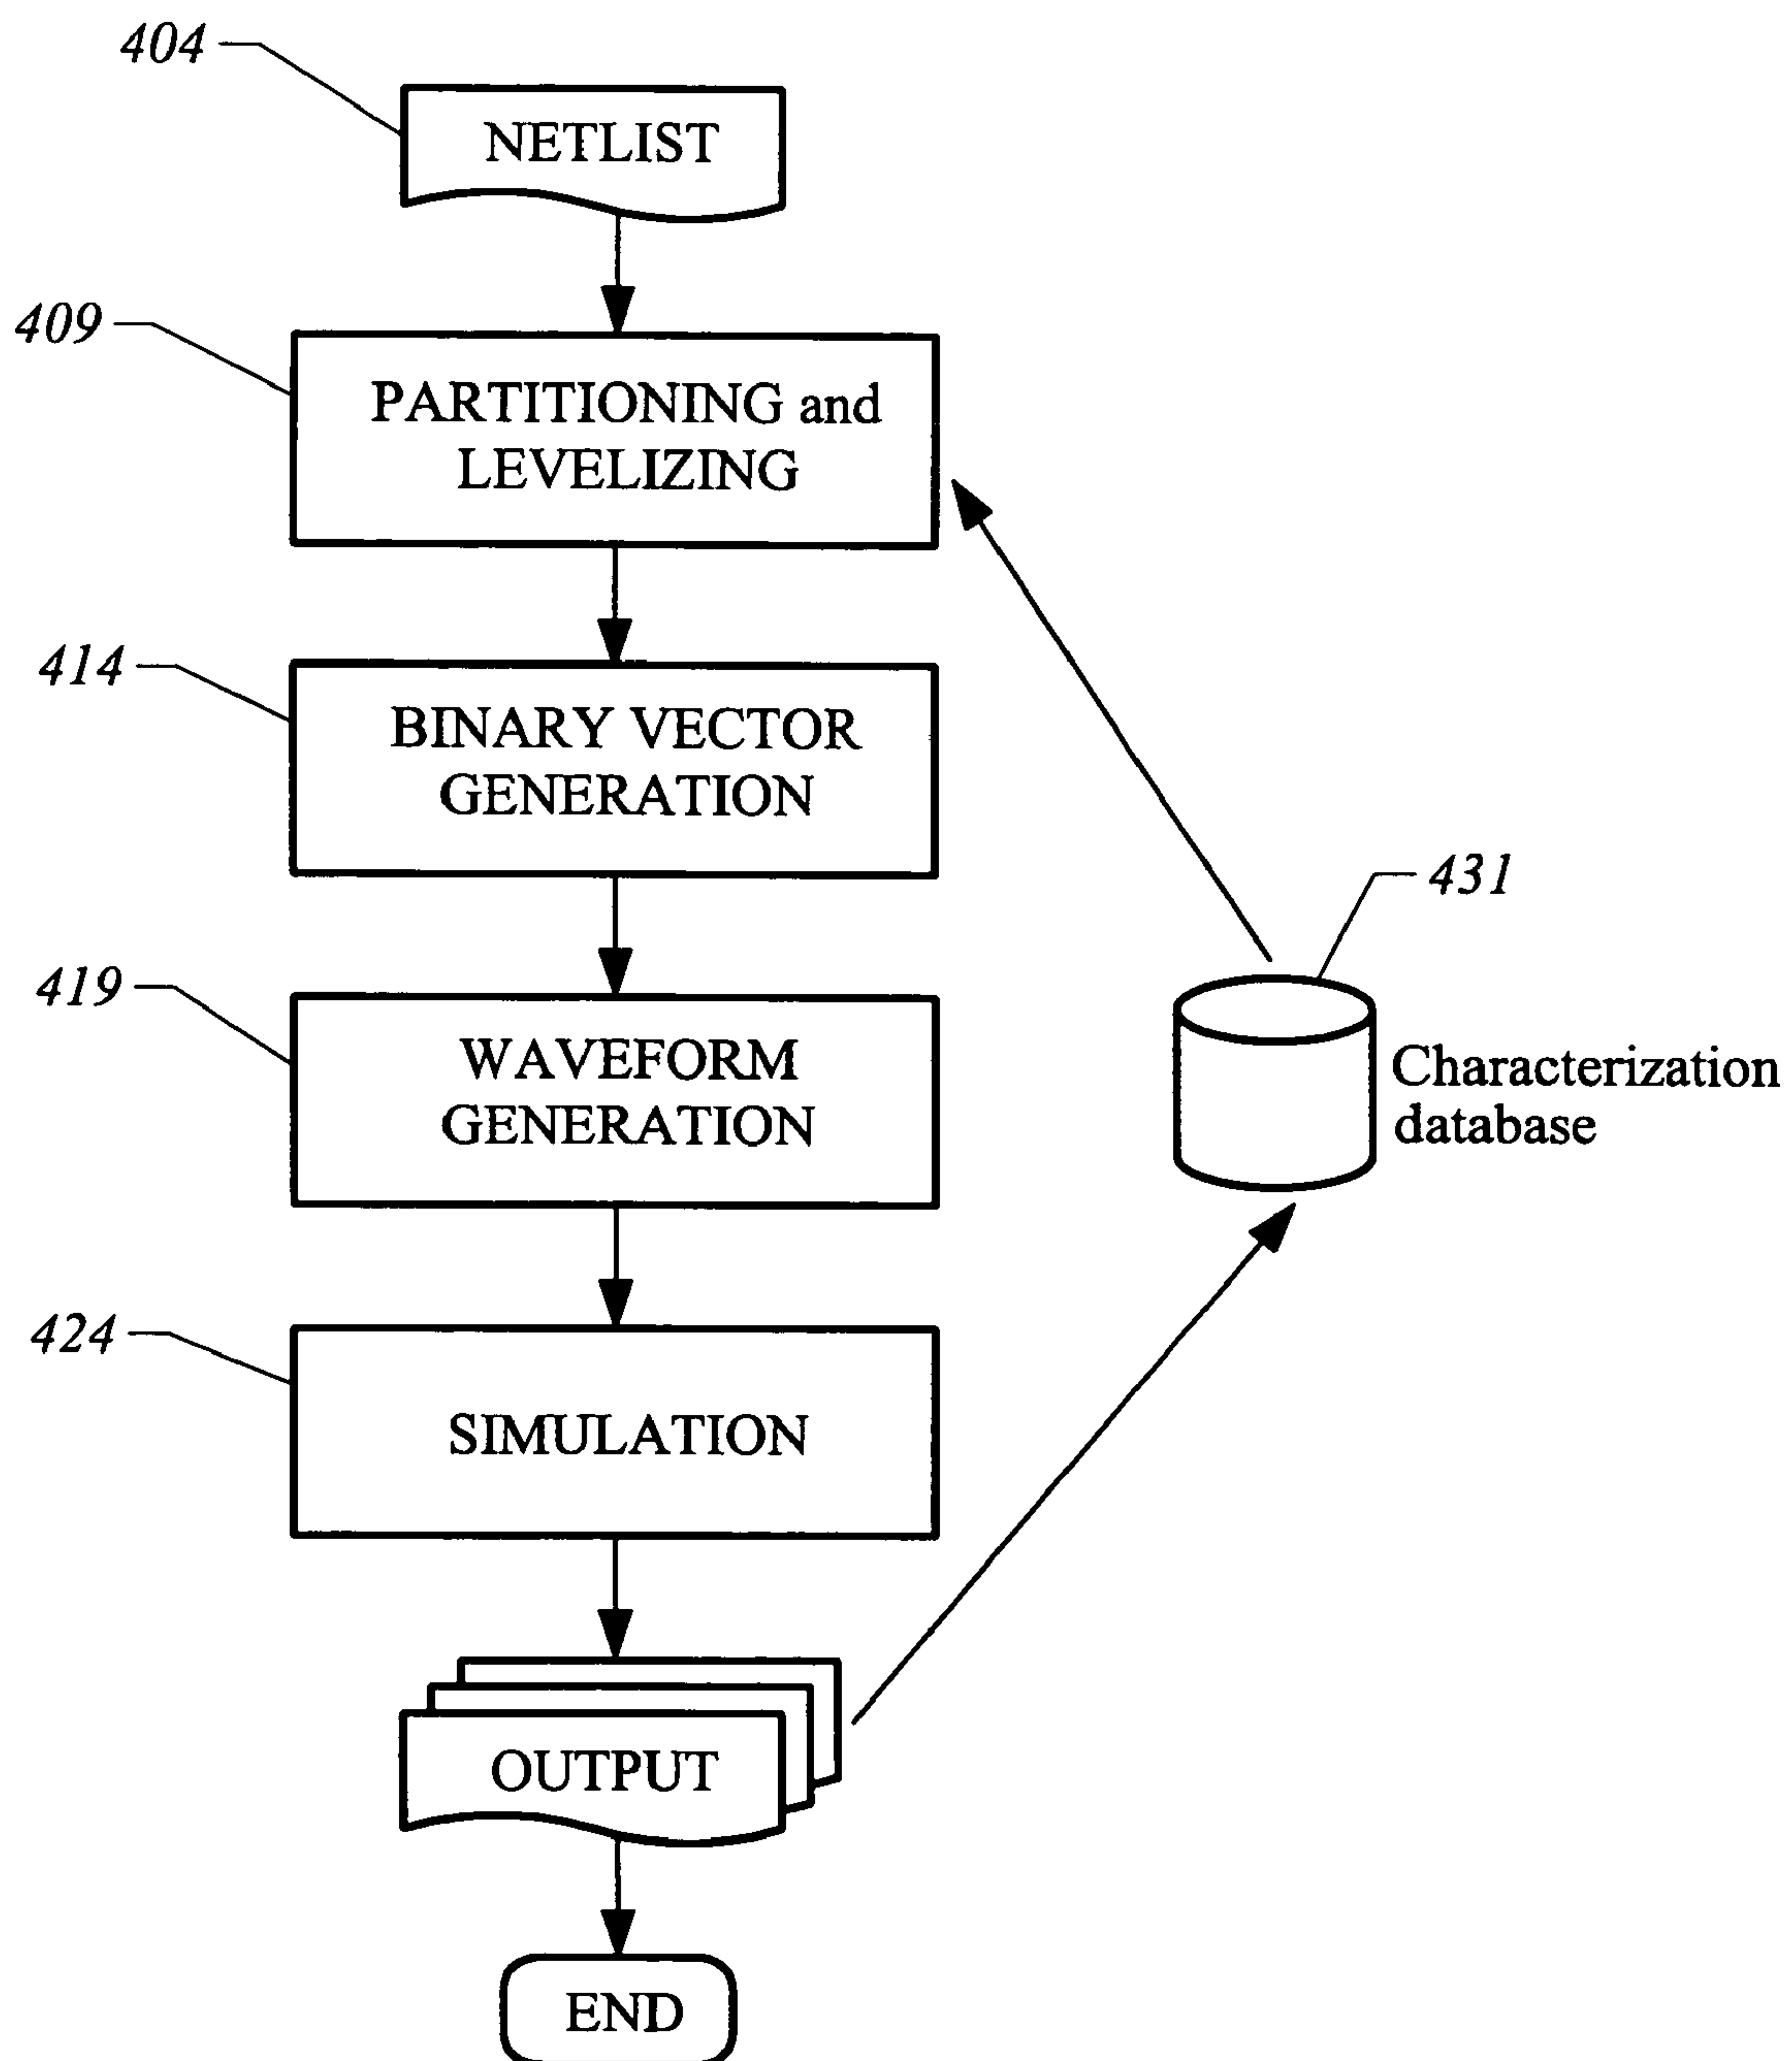 404
NETLIST
409
PARTITIONING and
LEVELIZING
414
BINARY VECTOR
GENERATION
431
419
WAVEFORM
GENERATION
Characterization
database
424
SIMULATION
OUTPUT
END